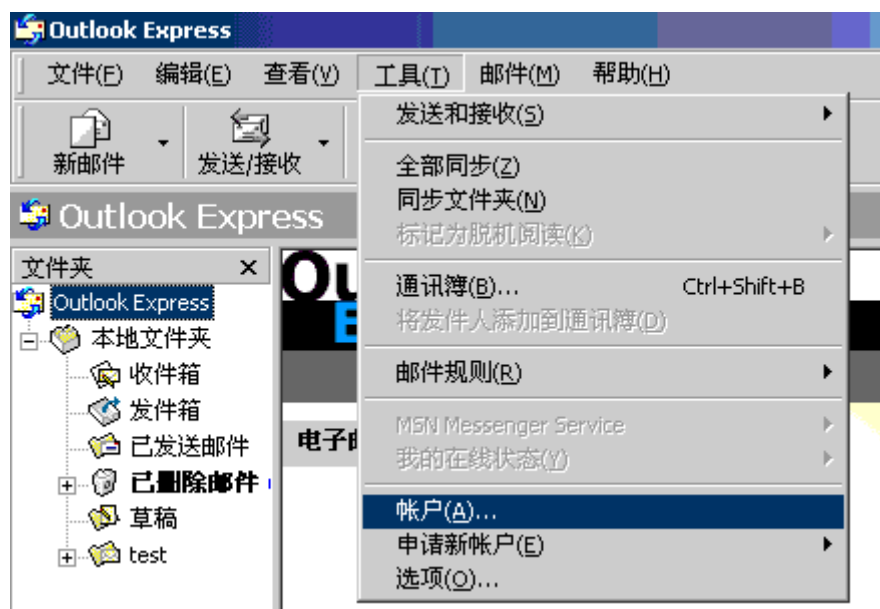 Outlook Express
文件(F) 编辑(E) 查看(V) 工具(T) 邮件(M) 帮助(H)
新邮件 发送/接收
Outlook Express
文件夹
Outlook Express
本地文件夹
收件箱
发件箱
已发送邮件
已删除邮件
草稿
test
发送和接收(S)
全部同步(Z)
同步文件夹(N)
标记为脱机阅读(K)
通讯簿(B)... Ctrl+Shift+B
将发件人添加到通讯簿(D)
邮件规则(R)
MSN Messenger Service
我的在线状态(Y)
帐户(A)...
申请新帐户(E)
选项(O)...
Ou
E
电子